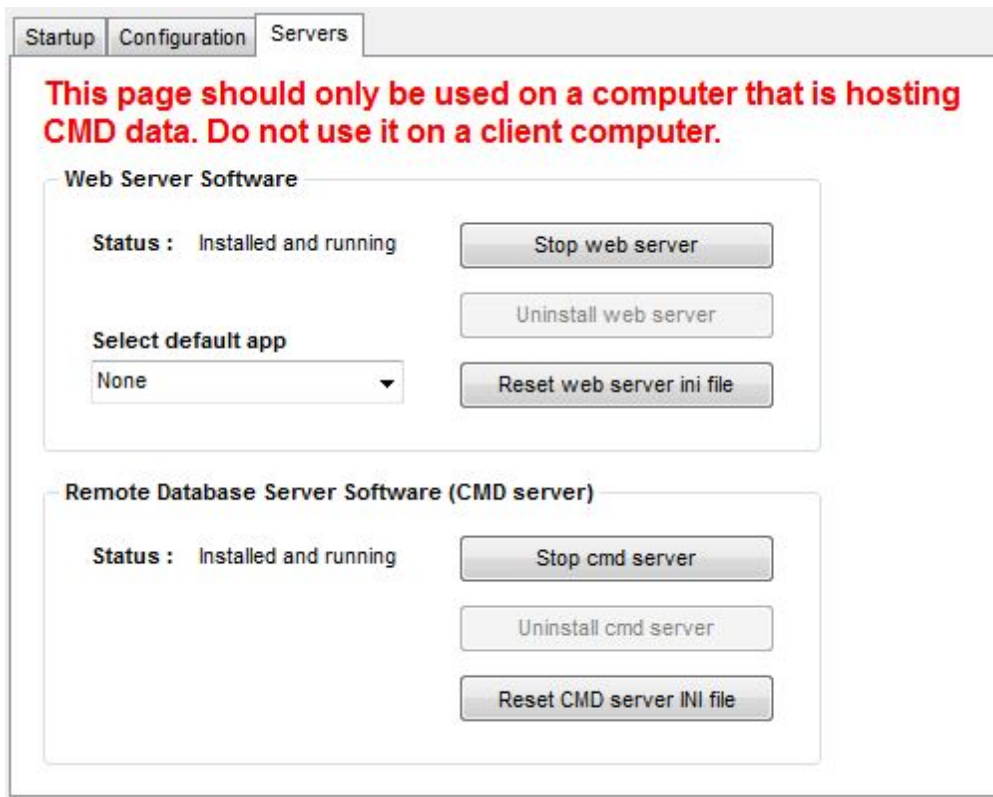 Startup Configuration Servers
This page should only be used on a computer that is hosting
CMD data. Do not use it on a client computer.
Web Server Software
Status : Installed and running Stop web server
Uninstall web server
Select default app
None Reset web server ini file
Remote Database Server Software (CMD server)
Status : Installed and running Stop cmd server
Uninstall cmd server
Reset CMD server INI file